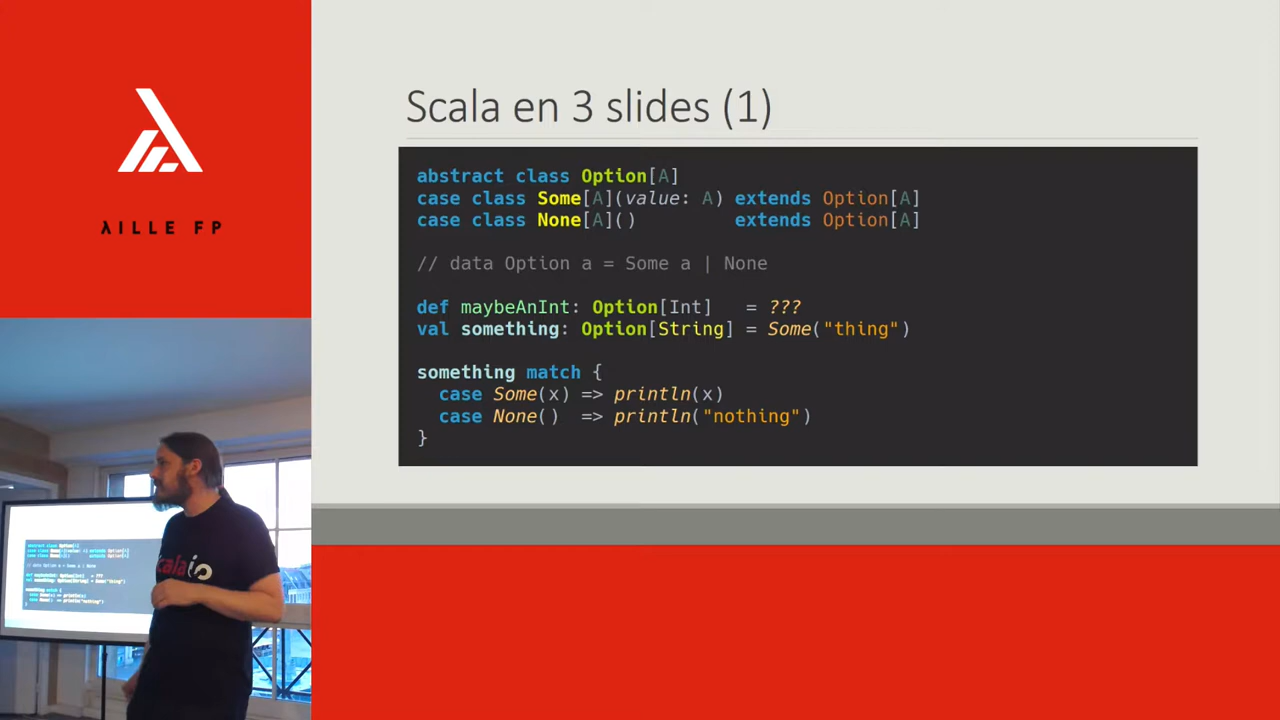 λILLE FP
Scala en 3 slides (1)
abstract class Option[A]
case class Some[A](value: A) extends Option[A]
case class None[A]()         extends Option[A]
// data Option a = Some a | None
def maybeAnInt: Option[Int]   = ???
val something: Option[String] = Some("thing")
something match {
  case Some(x) => println(x)
  case None()  => println("nothing")
}
scalaio